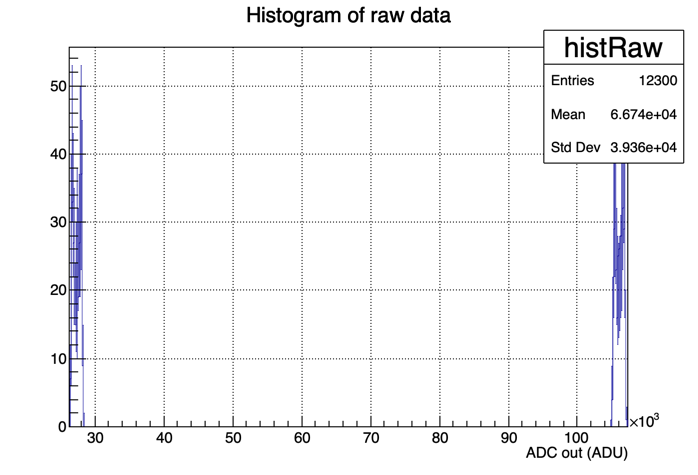 Histogram of raw data
histRaw
Entries 12300
Mean 6.674e+04
Std Dev 3.936e+04
50
40
30
20
10
0
30 40 50 60 70 80 90 100
×10³
ADC out (ADU)